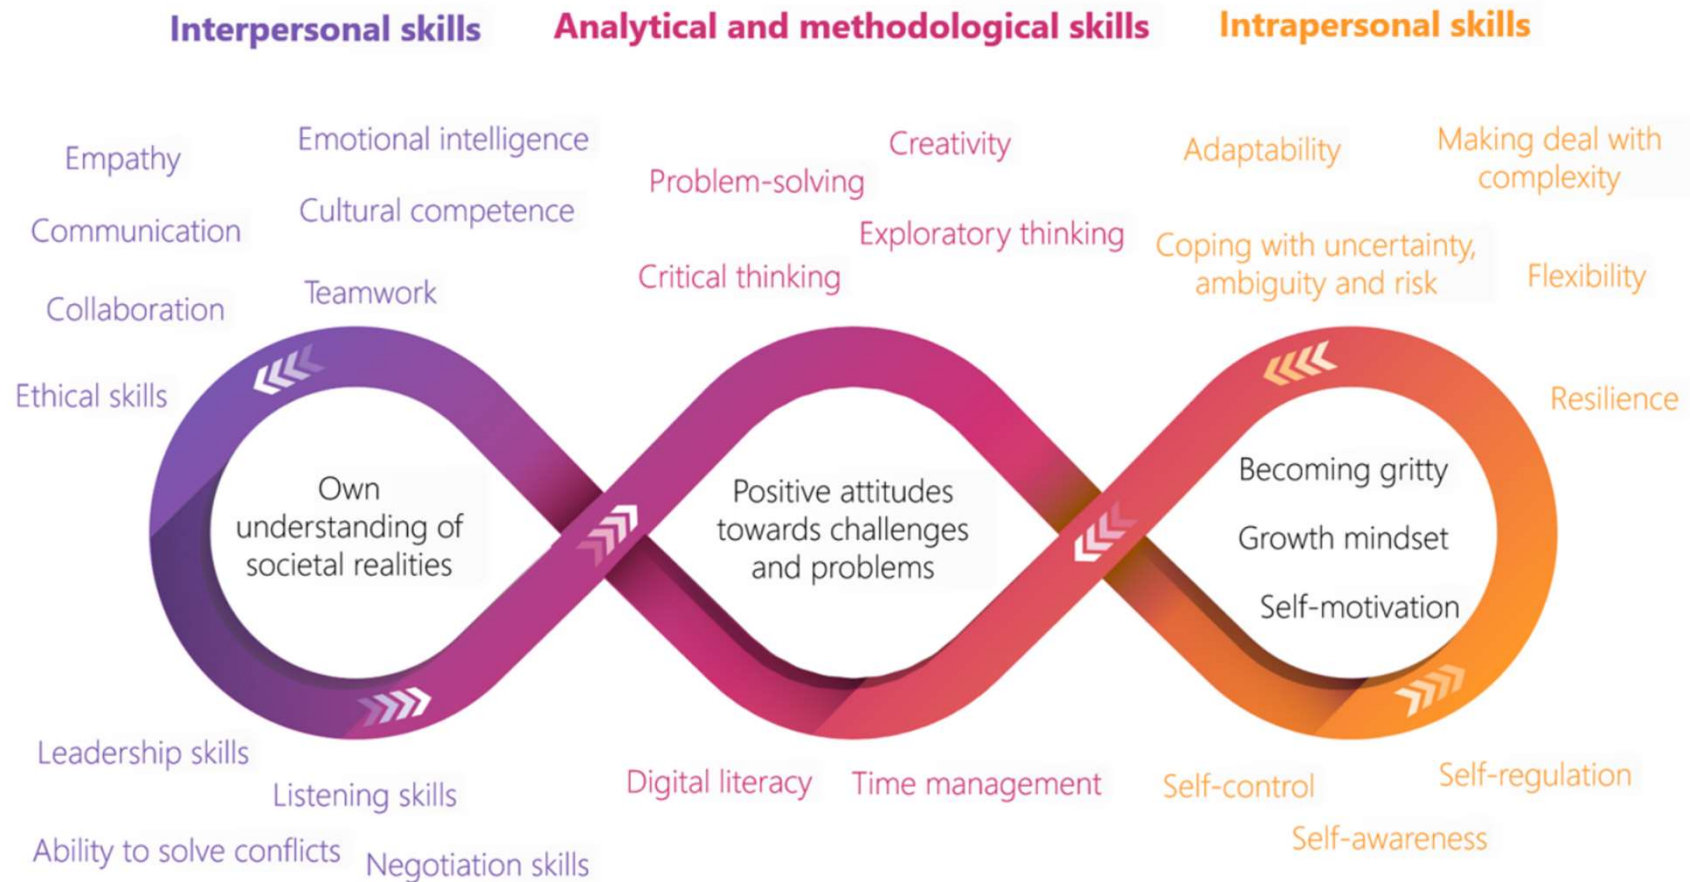 Interpersonal skills
Analytical and methodological skills
Intrapersonal skills
Empathy
Emotional intelligence
Communication
Cultural competence
Collaboration
Teamwork
Ethical skills
Own
understanding of
societal realities
Leadership skills
Listening skills
Ability to solve conflicts
Negotiation skills
Creativity
Problem-solving
Exploratory thinking
Critical thinking
Positive attitudes
towards challenges
and problems
Digital literacy
Time management
Adaptability
Making deal with
complexity
Coping with uncertainty,
ambiguity and risk
Flexibility
Resilience
Becoming gritty
Growth mindset
Self-motivation
Self-control
Self-regulation
Self-awareness